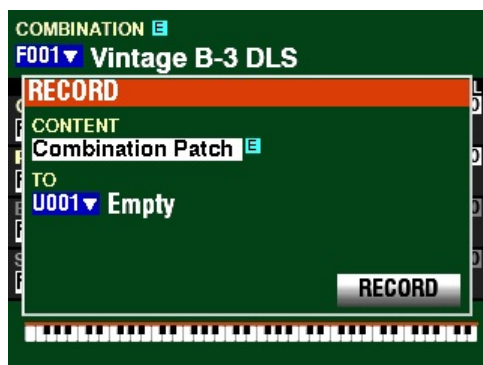 COMBINATION E
F001▼ Vintage B-3 DLS
RECORD
CONTENT
Combination Patch E
TO
U001▼ Empty
RECORD